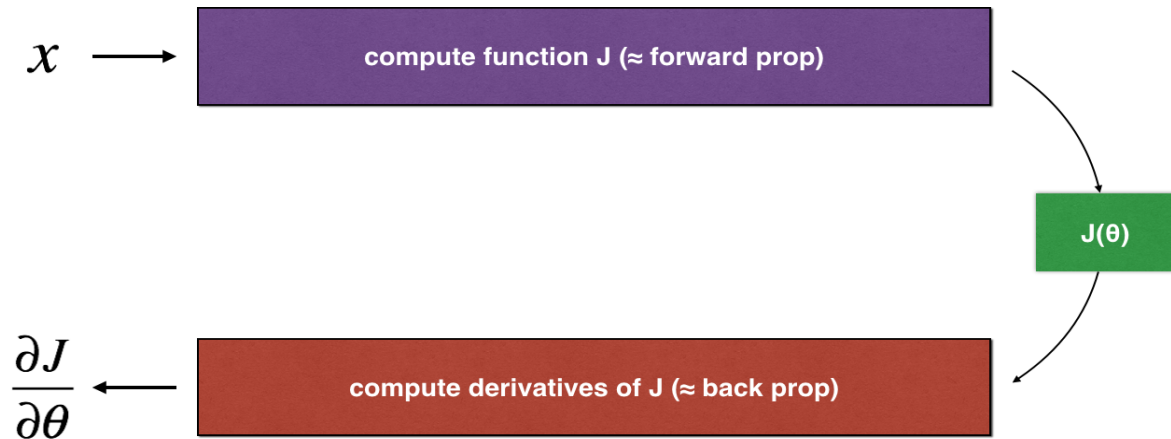 x
compute function J (≈ forward prop)
J(θ)
∂J
∂θ
compute derivatives of J (≈ back prop)